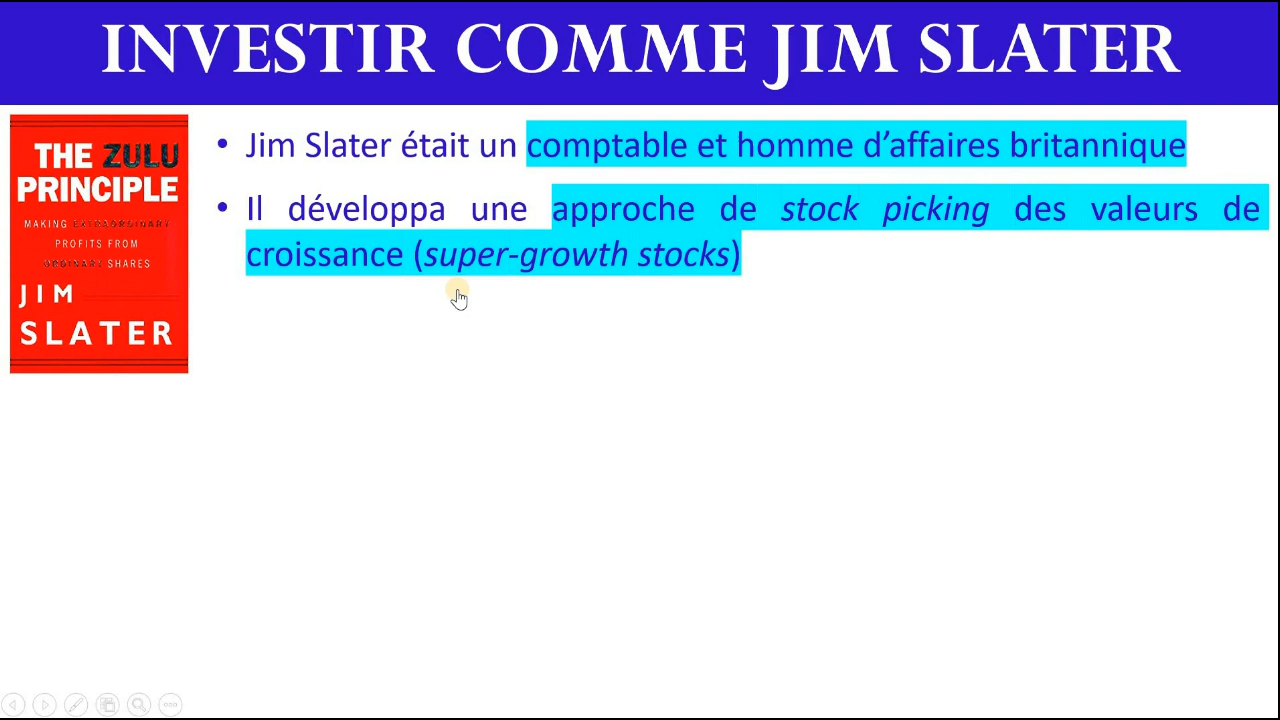 INVESTIR COMME JIM SLATER
THE ZULU
PRINCIPLE
MAKING EXTRAORDINARY
PROFITS FROM
ORDINARY SHARES
JIM
SLATER
• Jim Slater était un comptable et homme d’affaires britannique
• Il développa une approche de stock picking des valeurs de
croissance (super-growth stocks)